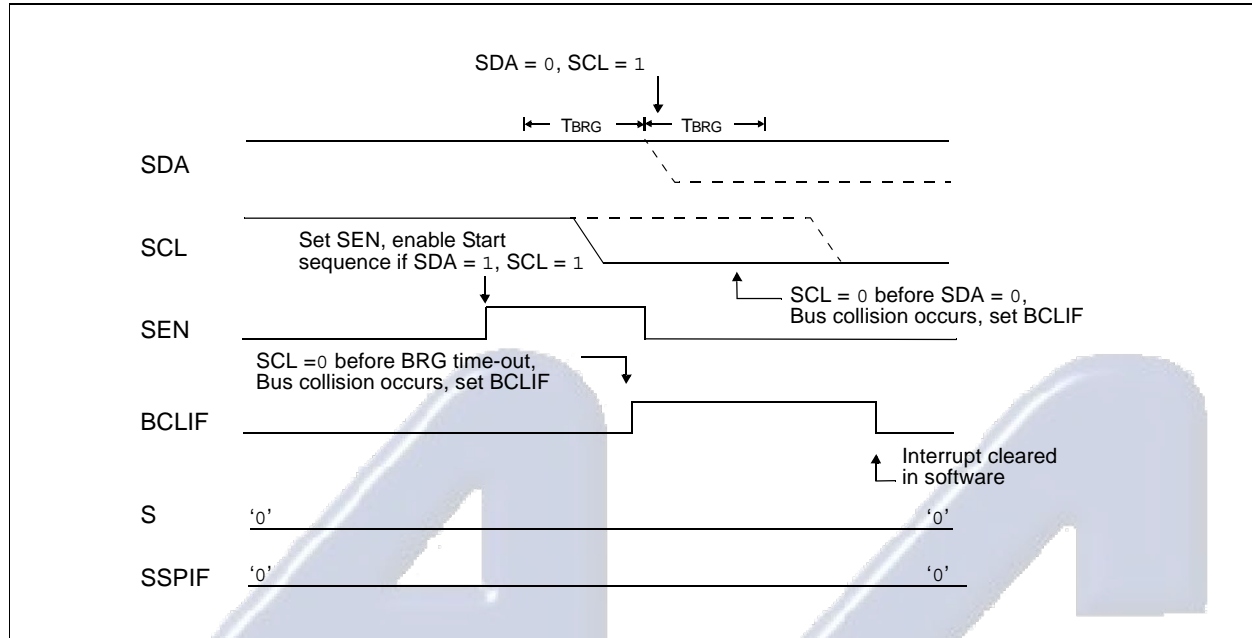 SDA = 0, SCL = 1
TBRG TBRG
SDA
SCL
Set SEN, enable Start
sequence if SDA = 1, SCL = 1
SCL = 0 before SDA = 0,
Bus collision occurs, set BCLIF
SEN
SCL =0 before BRG time-out,
Bus collision occurs, set BCLIF
BCLIF
Interrupt cleared
in software
S
‘0’ ‘0’
SSPIF
‘0’ ‘0’